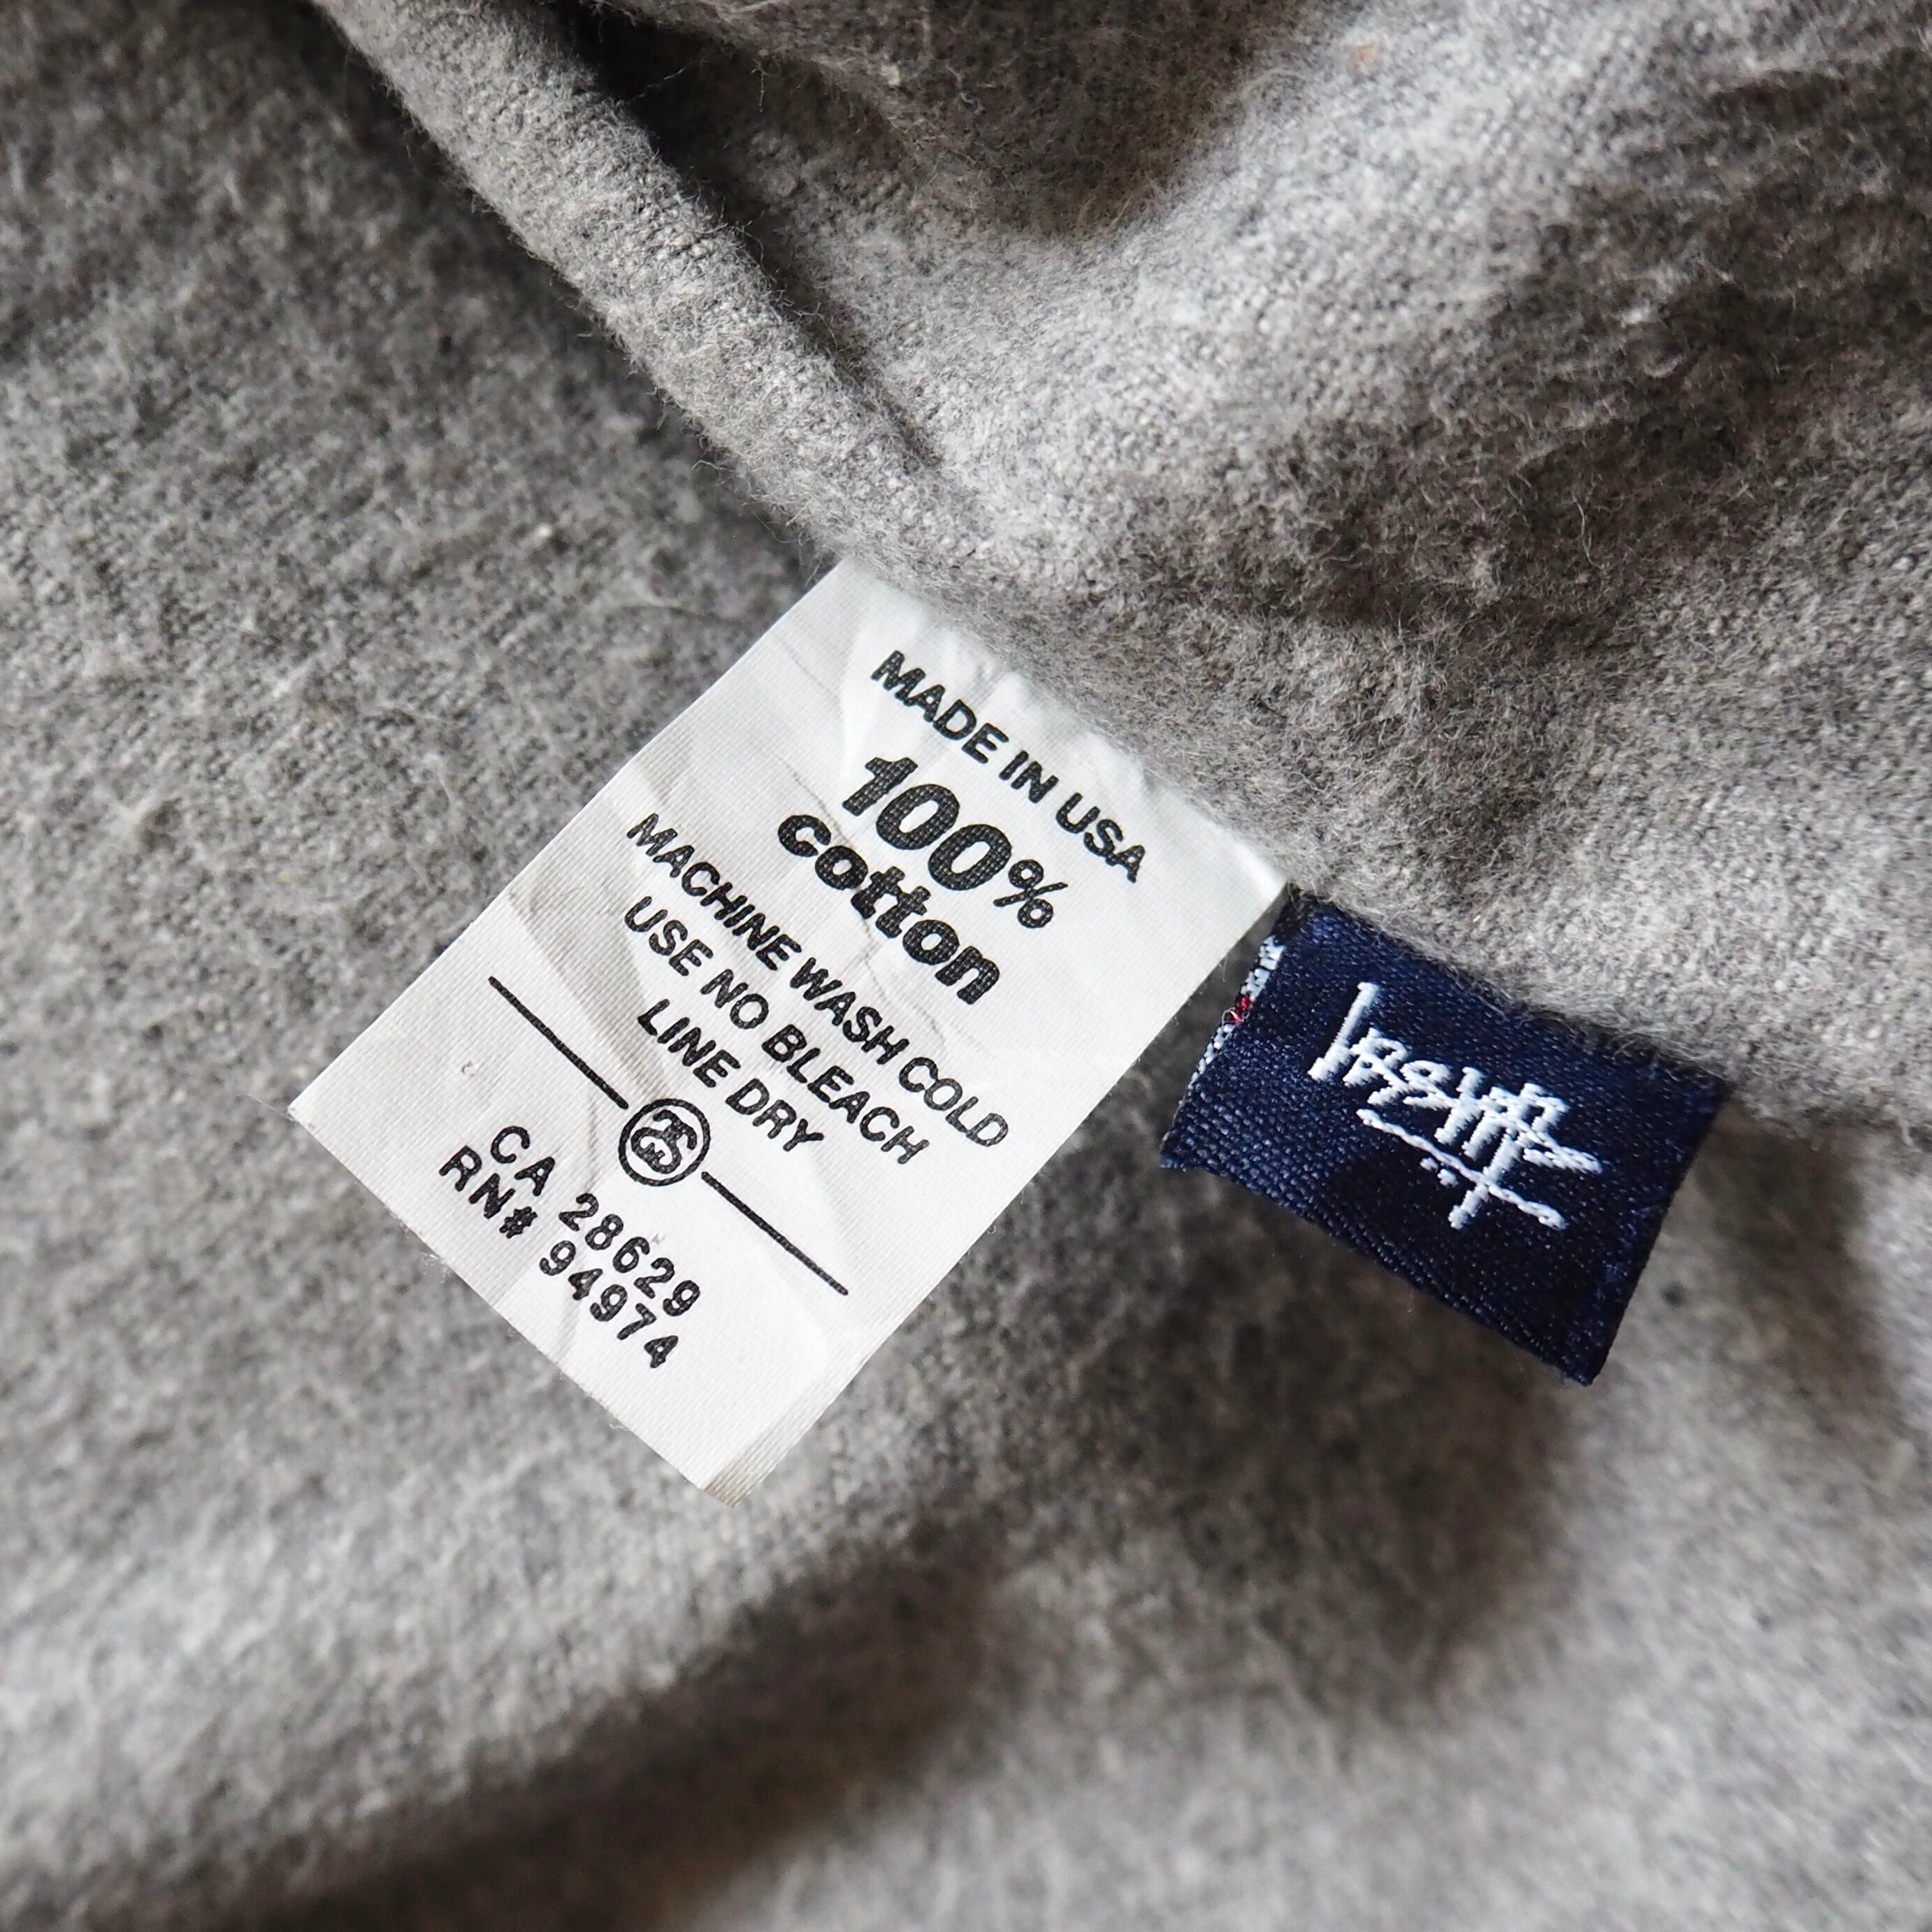 MADE IN USA
100%
cotton
MACHINE WASH COLD
USE NO BLEACH
LINE DRY
CA 28629
RN# 94974